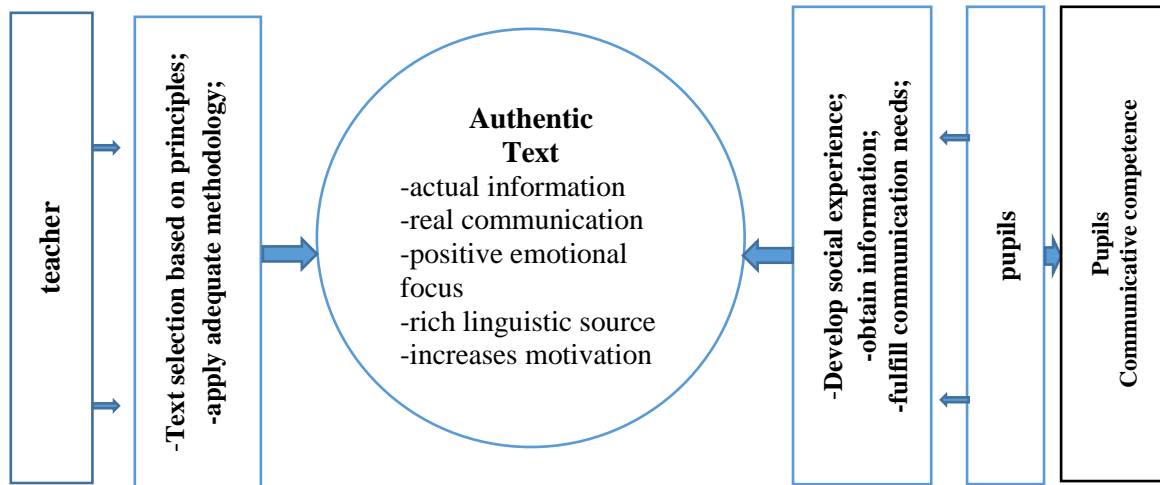 teacher
-Text selection based on principles;
-apply adequate methodology;
Authentic
Text
-actual information
-real communication
-positive emotional
focus
-rich linguistic source
-increases motivation
-Develop social experience;
-obtain information;
-fulfill communication needs;
pupils
Pupils
Communicative competence